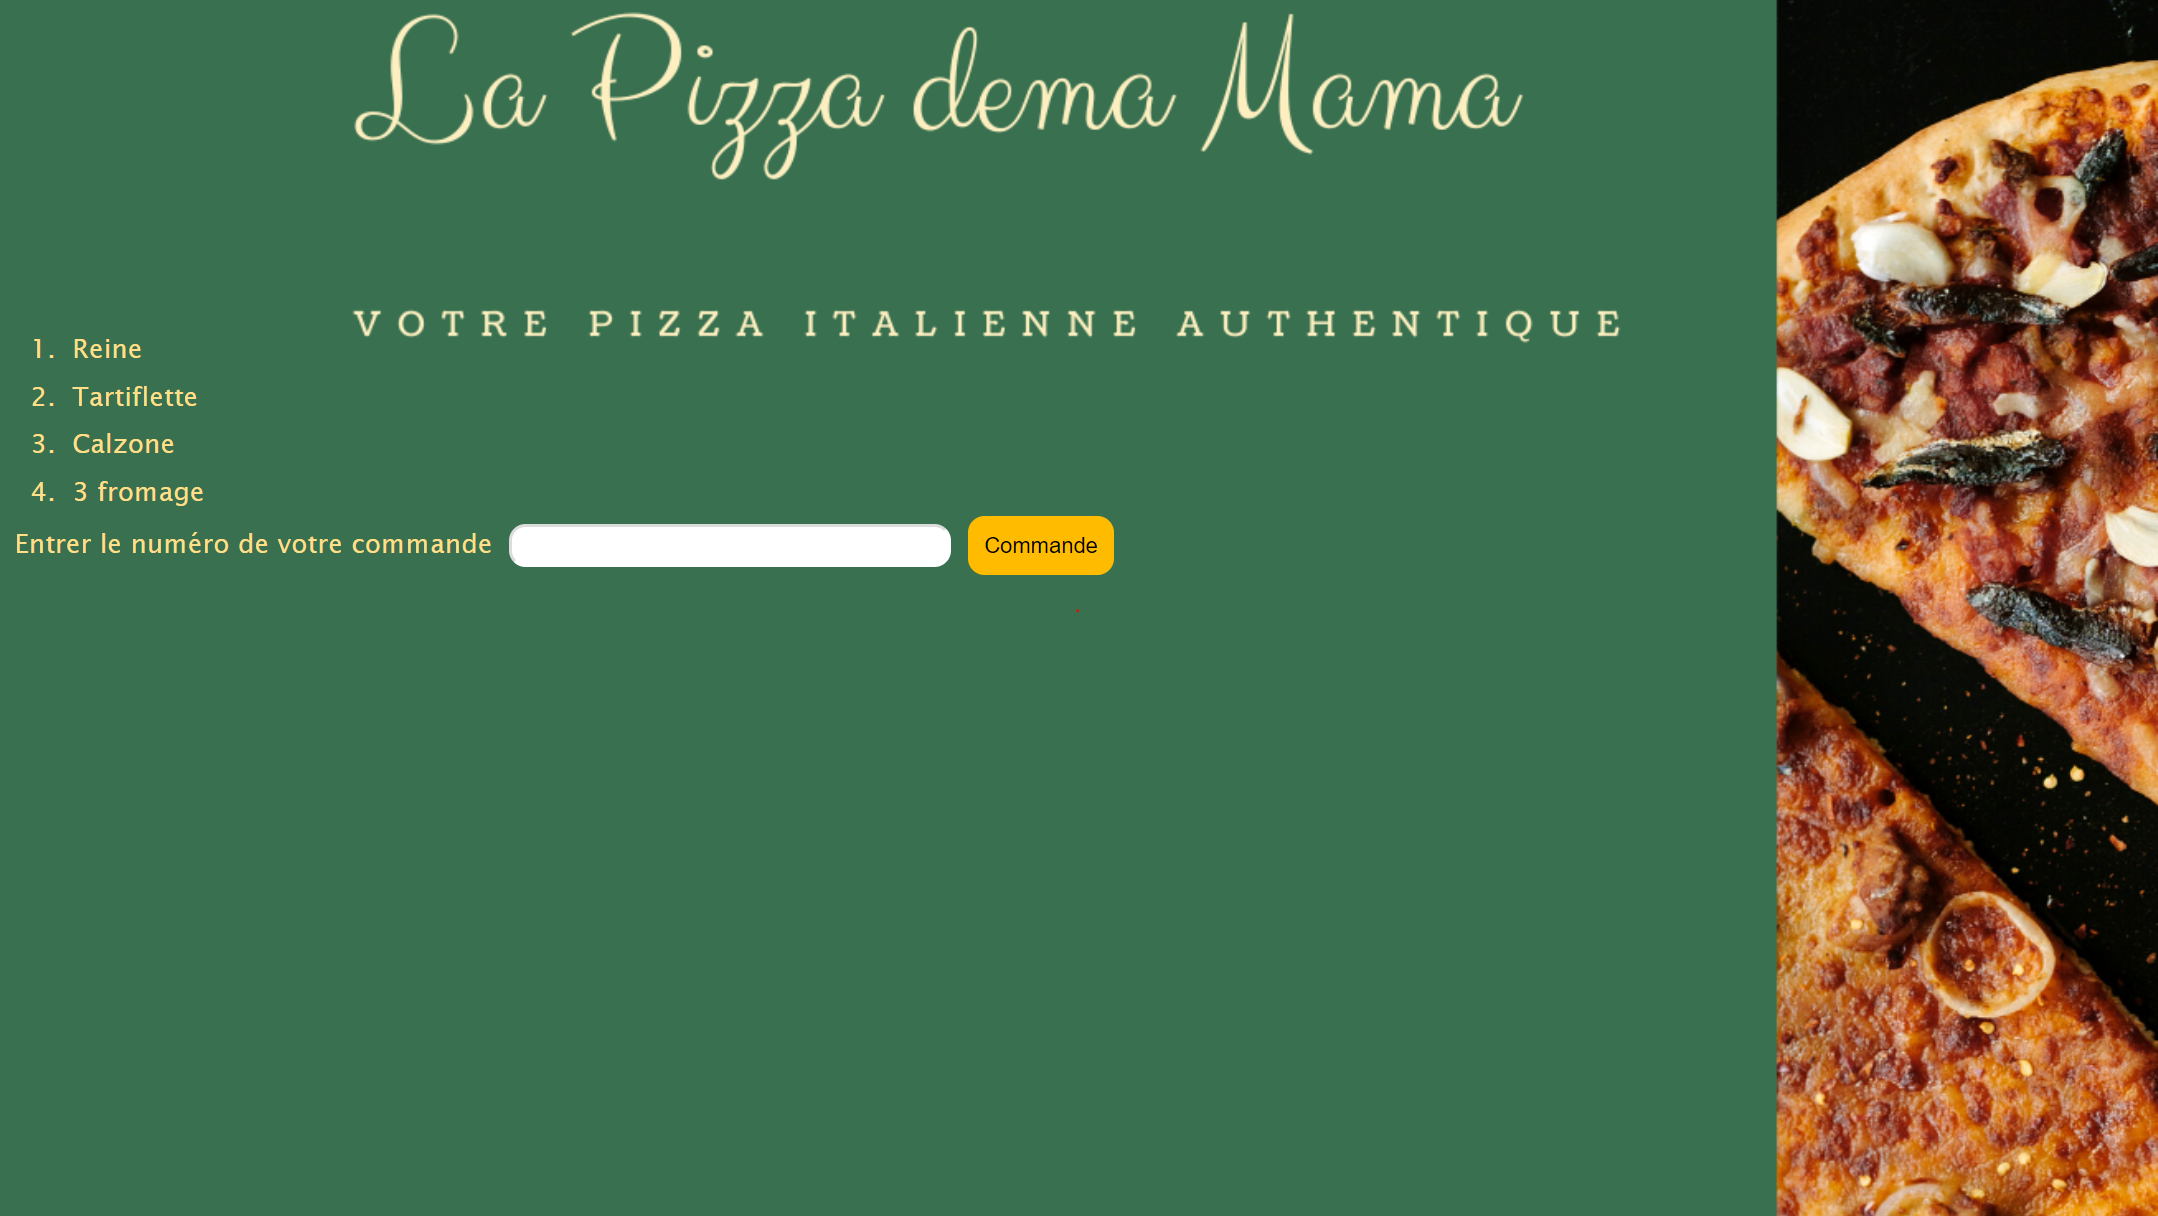 La Pizza dema Mama
VOTRE PIZZA ITALIENNE AUTHENTIQUE
1. Reine
2. Tartiflette
3. Calzone
4. 3 fromage
Entrer le numéro de votre commande
Commande